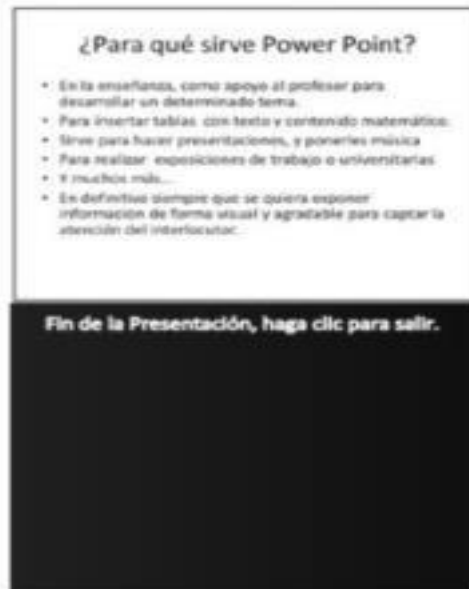 ¿Para qué sirve Power Point?
• En la enseñanza, como apoyo al profesor para
desarrollar un determinado tema.
• Para insertar tablas con texto y contenido matemático.
• Sirve para hacer presentaciones, y ponerles música
• Para realizar exposiciones de trabajo o universitarias
• Y muchos más...
• En definitiva siempre que se quiera exponer
información de forma visual y agradable para captar la
atención del interlocutor.
Fin de la Presentación, haga clic para salir.